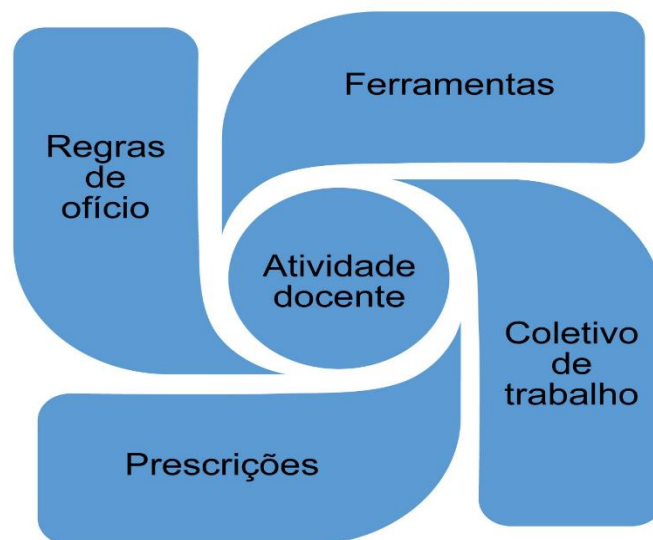 Ferramentas
Regras
de
ofício
Atividade
docente
Coletivo
de
trabalho
Prescrições